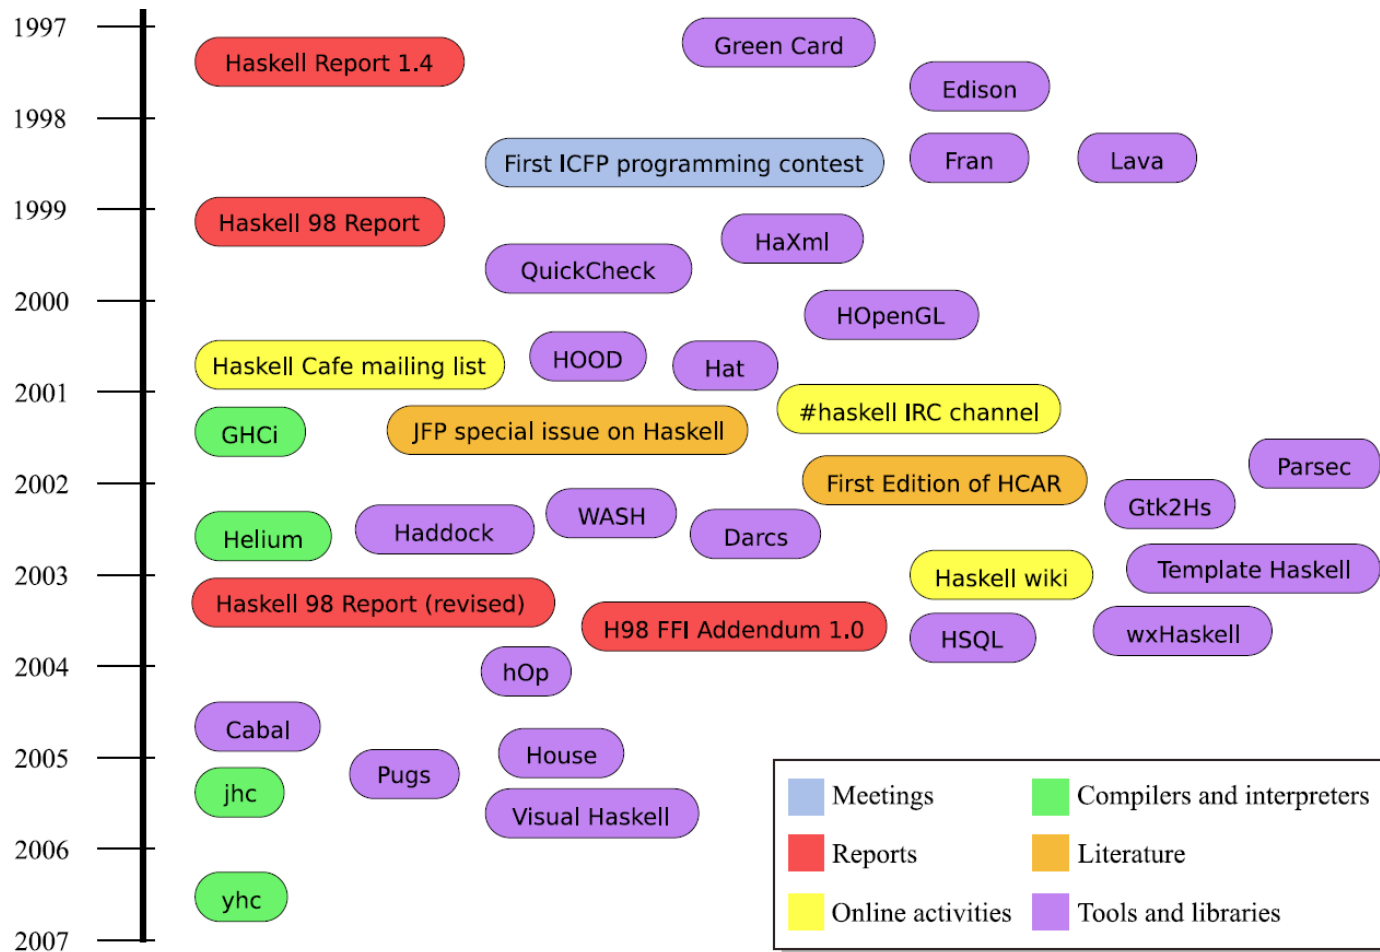 1997
Green Card
Haskell Report 1.4
Edison
1998
First ICFP programming contest
Fran
Lava
1999
Haskell 98 Report
HaXml
QuickCheck
2000
HOpenGL
HOOD
Haskell Cafe mailing list
Hat
2001
#haskell IRC channel
GHCi
JFP special issue on Haskell
Parsec
2002
First Edition of HCAR
Gtk2Hs
WASH
Haddock
Darcs
Helium
2003
Haskell wiki
Template Haskell
Haskell 98 Report (revised)
H98 FFI Addendum 1.0
HSQL
wxHaskell
2004
hOp
Cabal
2005
House
Pugs
jhc
Visual Haskell
2006
yhc
2007
Meetings
Compilers and interpreters
Reports
Literature
Online activities
Tools and libraries